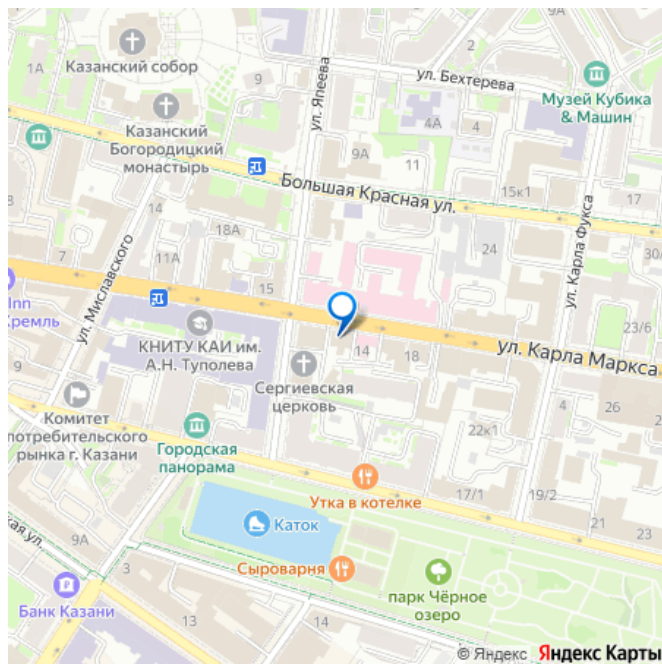 2
1А
Казанский собор
9
ул. Бехтерева
ул. Япеева
Музей Кубика
& Машин
Казанский
Богородицкий
монастырь
4А
4
9А
11
Большая Красная ул.
15к1
17
14
18А
24
30/
ул. Карла Фукса
7
11А
ул. Миславского
15
Inn
Кремль
23/6
КНИТУ КАИ им.
А.Н. Туполева
14
18
ул. Карла Маркса
9
Сергиевская
церковь
4
26
Комитет
потребительского
рынка г. Казани
22к1
Городская
панорама
Утка в котелке
17/1
19/2
21
23
Каток
кая ул.
9А
3
Сыроварня
парк Чёрное
озеро
Банк Казани
13
14
© Яндекс Яндекс Карты